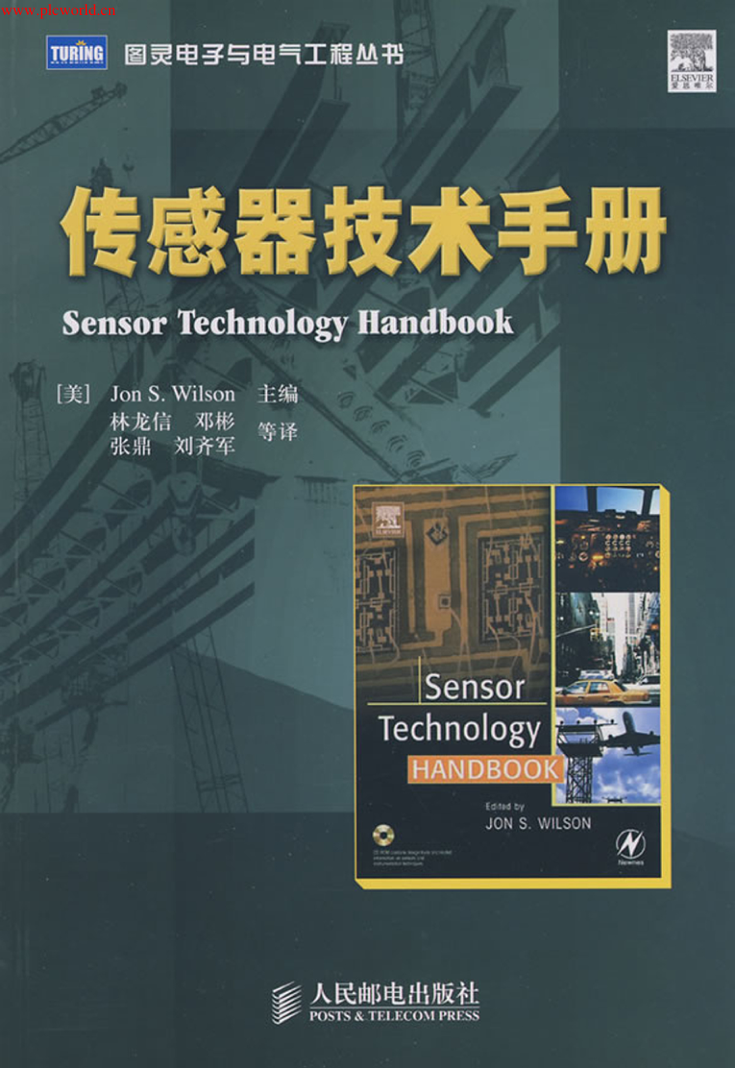 www.plcworld.cn
TURING
图灵电子与电气工程丛书
ELSEVIER
爱思唯尔
传感器技术手册
Sensor Technology Handbook
[美] Jon S. Wilson 主编
林龙信 邓彬
张鼎 刘齐军
等译
ELSEVIER
Sensor
Technology
HANDBOOK
Edited by
JON S. WILSON
Newnes
人民邮电出版社
POSTS & TELECOM PRESS